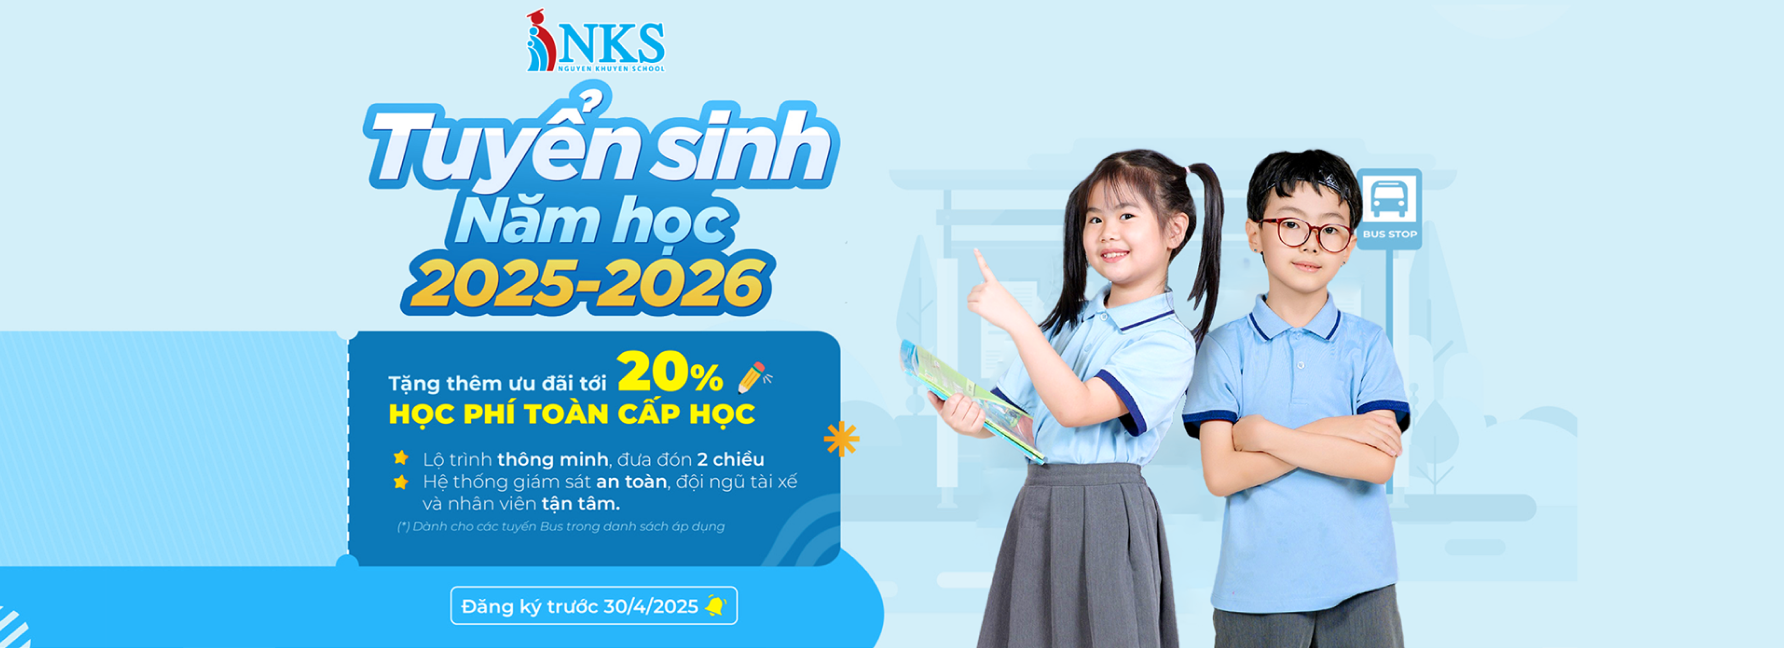 NKS
NGUYEN KHUYEN SCHOOL
Tuyển sinh
Năm học
2025-2026
Tặng thêm ưu đãi tới 20%
HỌC PHÍ TOÀN CẤP HỌC
Lộ trình thông minh, đưa đón 2 chiều
Hệ thống giám sát an toàn, đội ngũ tài xế
và nhân viên tận tâm.
(*) Dành cho các tuyến Bus trong danh sách áp dụng
Đăng ký trước 30/4/2025
BUS STOP